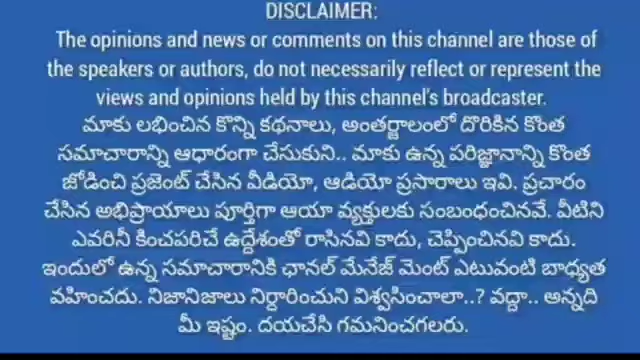 DISCLAIMER:
The opinions and news or comments on this channel are those of
the speakers or authors, do not necessarily reflect or represent the
views and opinions held by this channal's broadcaster.
మాకు లభించిన కొన్ని కథనాలు, అంతర్జాలంలో దొరికిన కొంత
సమాచారాన్ని ఆధారంగా చేసుకుని.. మాకు ఉన్న పరిజ్ఞానాన్ని కొంత
జోడించి ప్రజెంట్ చేసిన వీడియో, ఆడియో ప్రసారాలు ఇవి. ప్రచారం
చేసిన అభిప్రాయాలు పూర్తిగా ఆయా వ్యక్తులకు సంబంధించినవే. వీటిని
ఎవరినీ కించపరిచే ఉద్దేశంతో రాసినవి కాదు, చెప్పించినవి కాదు.
ఇందులో ఉన్న సమాచారానికి ఛానల్ మేనేజ్ మెంట్ ఎటువంటి బాధ్యత
వహించదు. నిజానిజాలు నిర్ధారించుని విశ్వసించాలా..? వద్దా.. అన్నది
మీ ఇష్టం. దయచేసి గమనించగలరు.